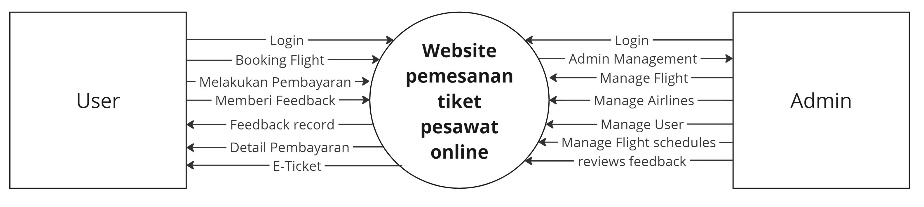 User
Login
Booking Flight
Melakukan Pembayaran
Memberi Feedback
Feedback record
Detail Pembayaran
E-Ticket
Website
pemesanan
tiket
pesawat
online
Login
Admin Management
Manage Flight
Manage Airlines
Manage User
Manage Flight schedules
reviews feedback
Admin